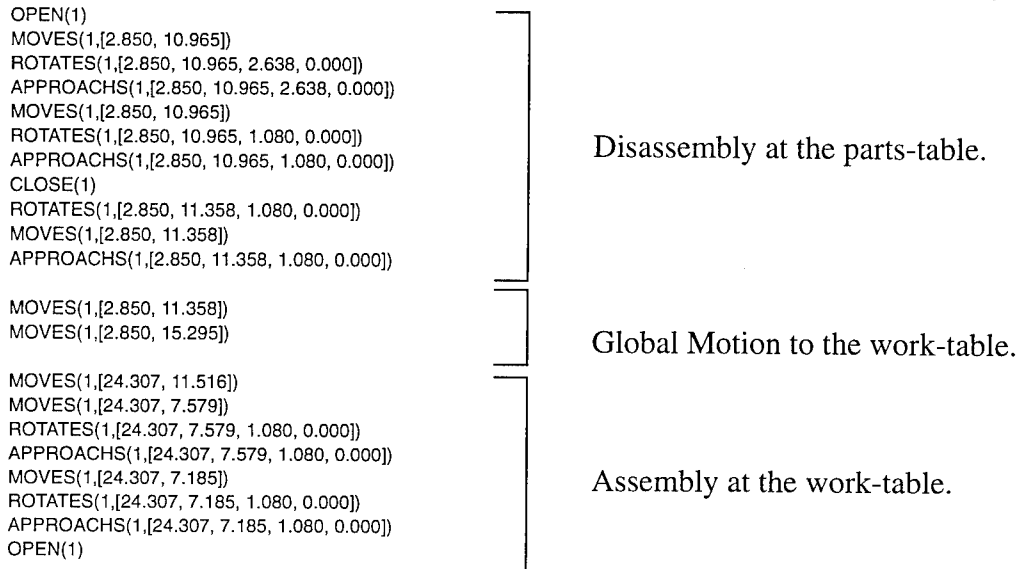 OPEN(1)
MOVES(1,[2.850, 10.965])
ROTATES(1,[2.850, 10.965, 2.638, 0.000])
APPROACHS(1,[2.850, 10.965, 2.638, 0.000])
MOVES(1,[2.850, 10.965])
ROTATES(1,[2.850, 10.965, 1.080, 0.000])
APPROACHS(1,[2.850, 10.965, 1.080, 0.000])
CLOSE(1)
ROTATES(1,[2.850, 11.358, 1.080, 0.000])
MOVES(1,[2.850, 11.358])
APPROACHS(1,[2.850, 11.358, 1.080, 0.000])
Disassembly at the parts-table.
MOVES(1,[2.850, 11.358])
MOVES(1,[2.850, 15.295])
Global Motion to the work-table.
MOVES(1,[24.307, 11.516])
MOVES(1,[24.307, 7.579])
ROTATES(1,[24.307, 7.579, 1.080, 0.000])
APPROACHS(1,[24.307, 7.579, 1.080, 0.000])
MOVES(1,[24.307, 7.185])
ROTATES(1,[24.307, 7.185, 1.080, 0.000])
APPROACHS(1,[24.307, 7.185, 1.080, 0.000])
OPEN(1)
Assembly at the work-table.